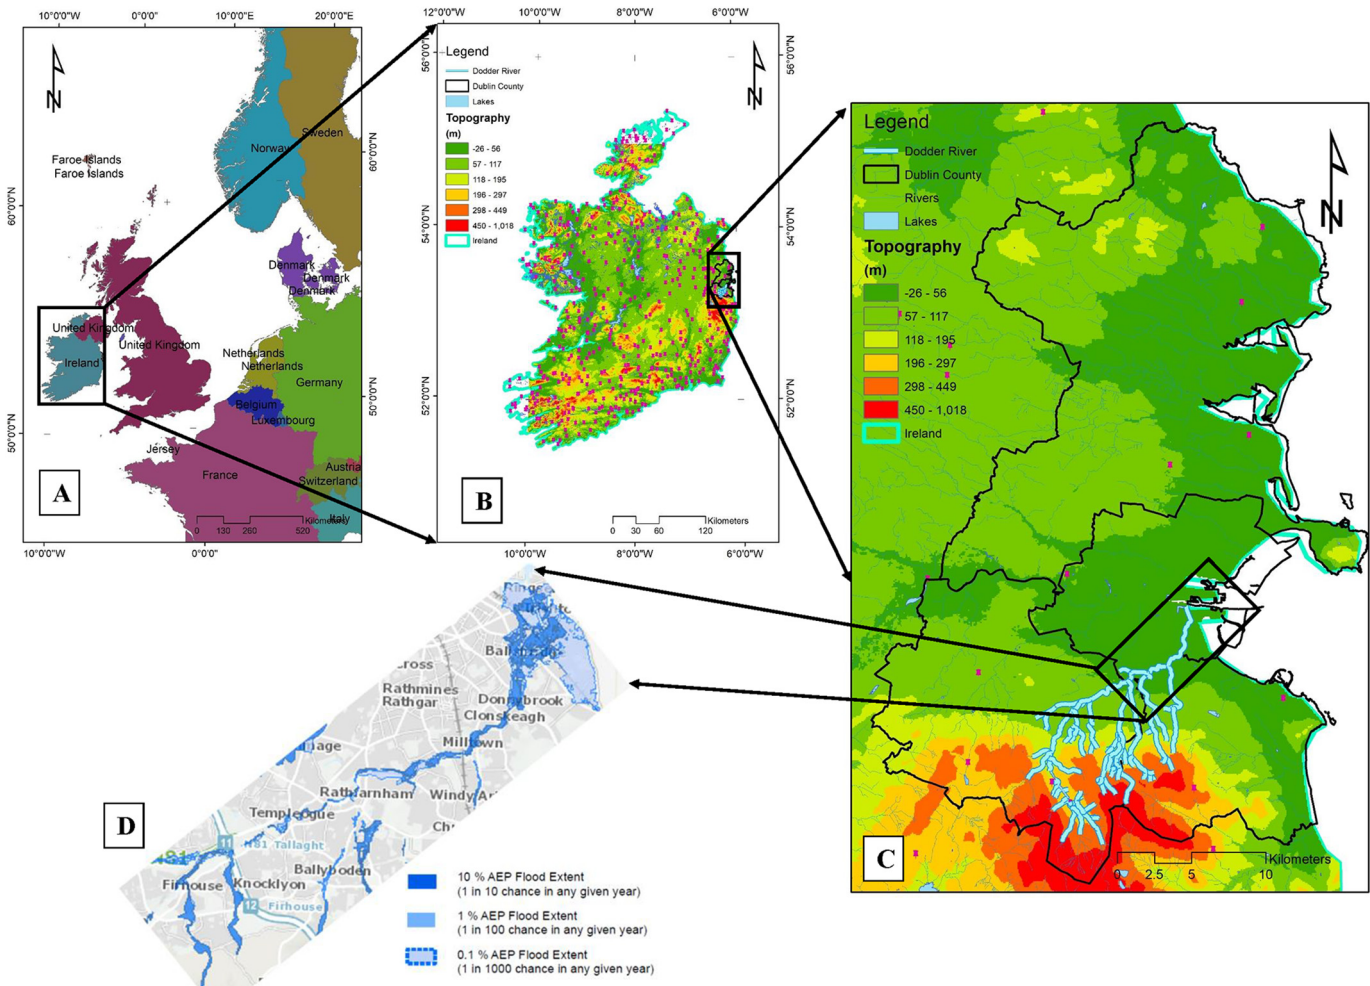 10°0'0"W 0°0'0" 10°0'0"E 20°0'0"E
60°0'0"N
50°0'0"N
60°0'0"N
50°0'0"N
N
Faroe Islands
Faroe Islands
Norway
Sweden
Denmark
Denmark
Denmark
United Kingdom
United Kingdom
Ireland
Netherlands
Netherlands
Germany
Belgium
Luxembourg
Jersey
France
Austria
Switzerland
Italy
A
0 130 260 520
Kilometers
10°0'0"W 0°0'0"
12°0'0"W 10°0'0"W 8°0'0"W 6°0'0"W
56°0'0"N
54°0'0"N
52°0'0"N
56°0'0"N
54°0'0"N
52°0'0"N
N
Legend
Dodder River
Dublin County
Lakes
Topography
(m)
-26 - 56
57 - 117
118 - 195
196 - 297
298 - 449
450 - 1,018
Ireland
B
0 30 60 120
Kilometers
10°0'0"W 8°0'0"W 6°0'0"W
Legend
Dodder River
Dublin County
Rivers
Lakes
Topography
(m)
-26 - 56
57 - 117
118 - 195
196 - 297
298 - 449
450 - 1,018
Ireland
N
C
0 2.5 5 10
Kilometers
Rathmines
Rathgar
Donnybrook
Clonskeagh
Milltown
Rathfarnham
Templeogue
11
N81 Tallaght
Firhouse
Knocklyon
Ballyboden
12
Firhouse
D
10 % AEP Flood Extent
(1 in 10 chance in any given year)
1 % AEP Flood Extent
(1 in 100 chance in any given year)
0.1 % AEP Flood Extent
(1 in 1000 chance in any given year)